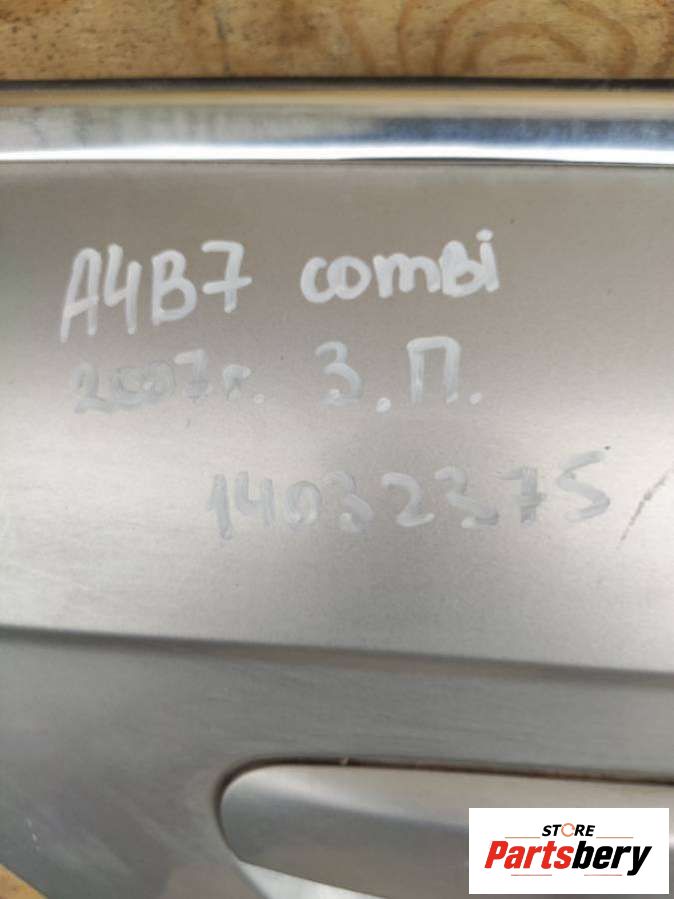 A4B7 combi
2007г. З.П.
14032375
STORE
Partsbery